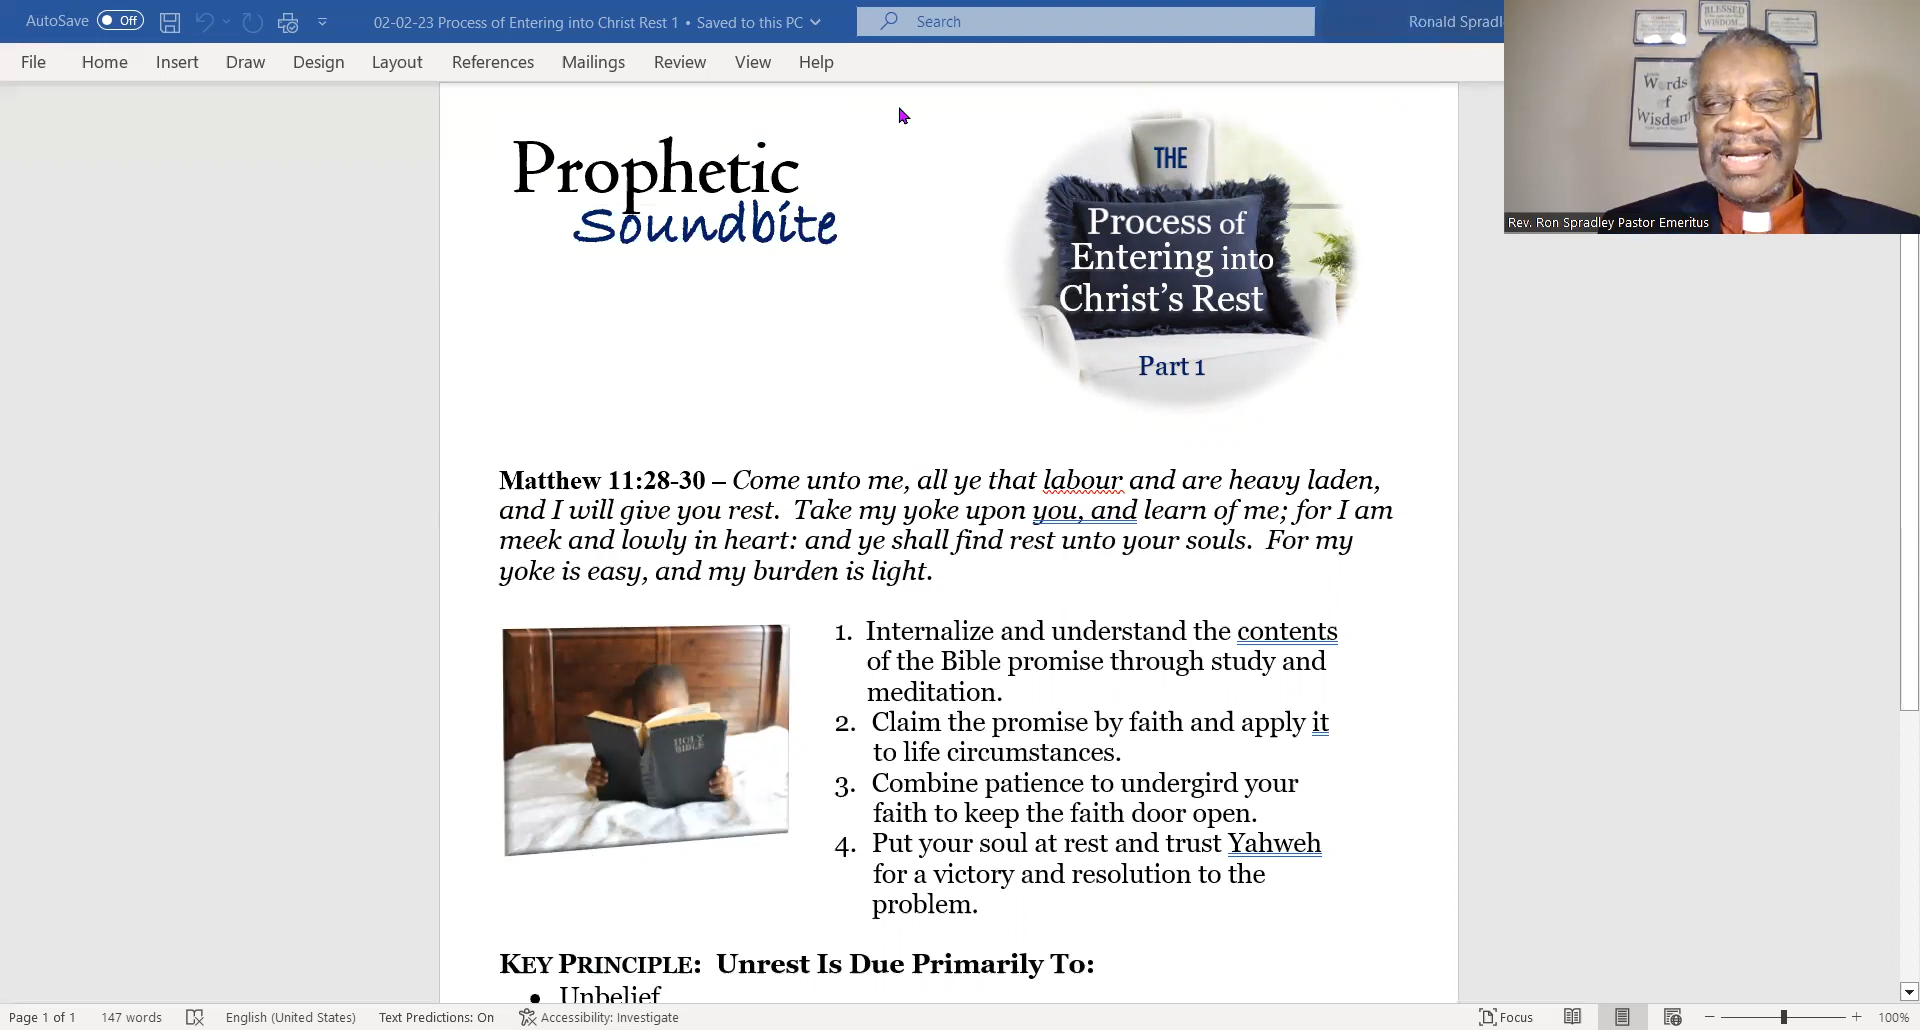 AutoSave Off 02-02-23 Process of Entering into Christ Rest 1 • Saved to this PC Search Ronald Spradle
File Home Insert Draw Design Layout References Mailings Review View Help
BLESSED
WISDOM
Words
of
Wisdom
Rev. Ron Spradley Pastor Emeritus
Prophetic
Soundbite
THE
Process of
Entering into
Christ's Rest
Part 1
Matthew 11:28-30 – Come unto me, all ye that labour and are heavy laden,
and I will give you rest. Take my yoke upon you, and learn of me; for I am
meek and lowly in heart: and ye shall find rest unto your souls. For my
yoke is easy, and my burden is light.
HOLY
BIBLE
1. Internalize and understand the contents
of the Bible promise through study and
meditation.
2. Claim the promise by faith and apply it
to life circumstances.
3. Combine patience to undergird your
faith to keep the faith door open.
4. Put your soul at rest and trust Yahweh
for a victory and resolution to the
problem.
KEY PRINCIPLE: Unrest Is Due Primarily To:
• Unbelief
Page 1 of 1 147 words English (United States) Text Predictions: On Accessibility: Investigate Focus 100%